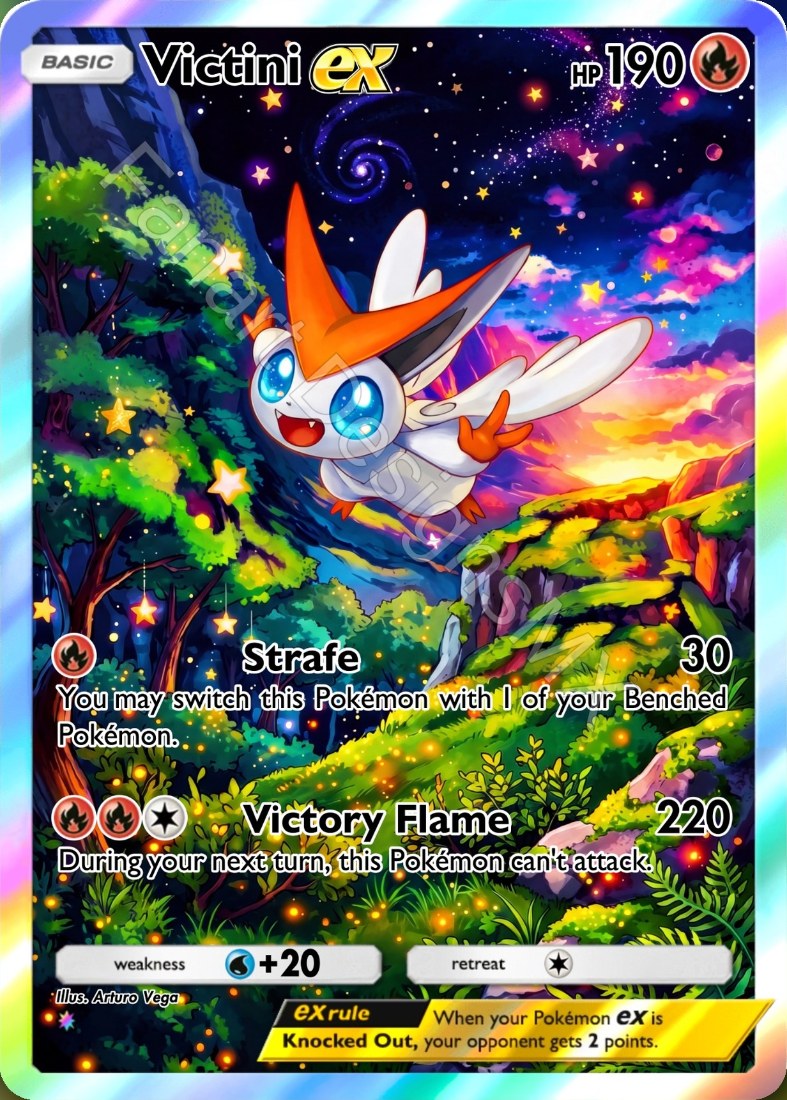 BASIC Victini ex HP 190
Fanart DesignsMX
Strafe 30
You may switch this Pokémon with 1 of your Benched
Pokémon.
Victory Flame 220
During your next turn, this Pokémon can't attack.
weakness +20 retreat
Illus. Arturo Vega
ex rule When your Pokémon ex is
Knocked Out, your opponent gets 2 points.